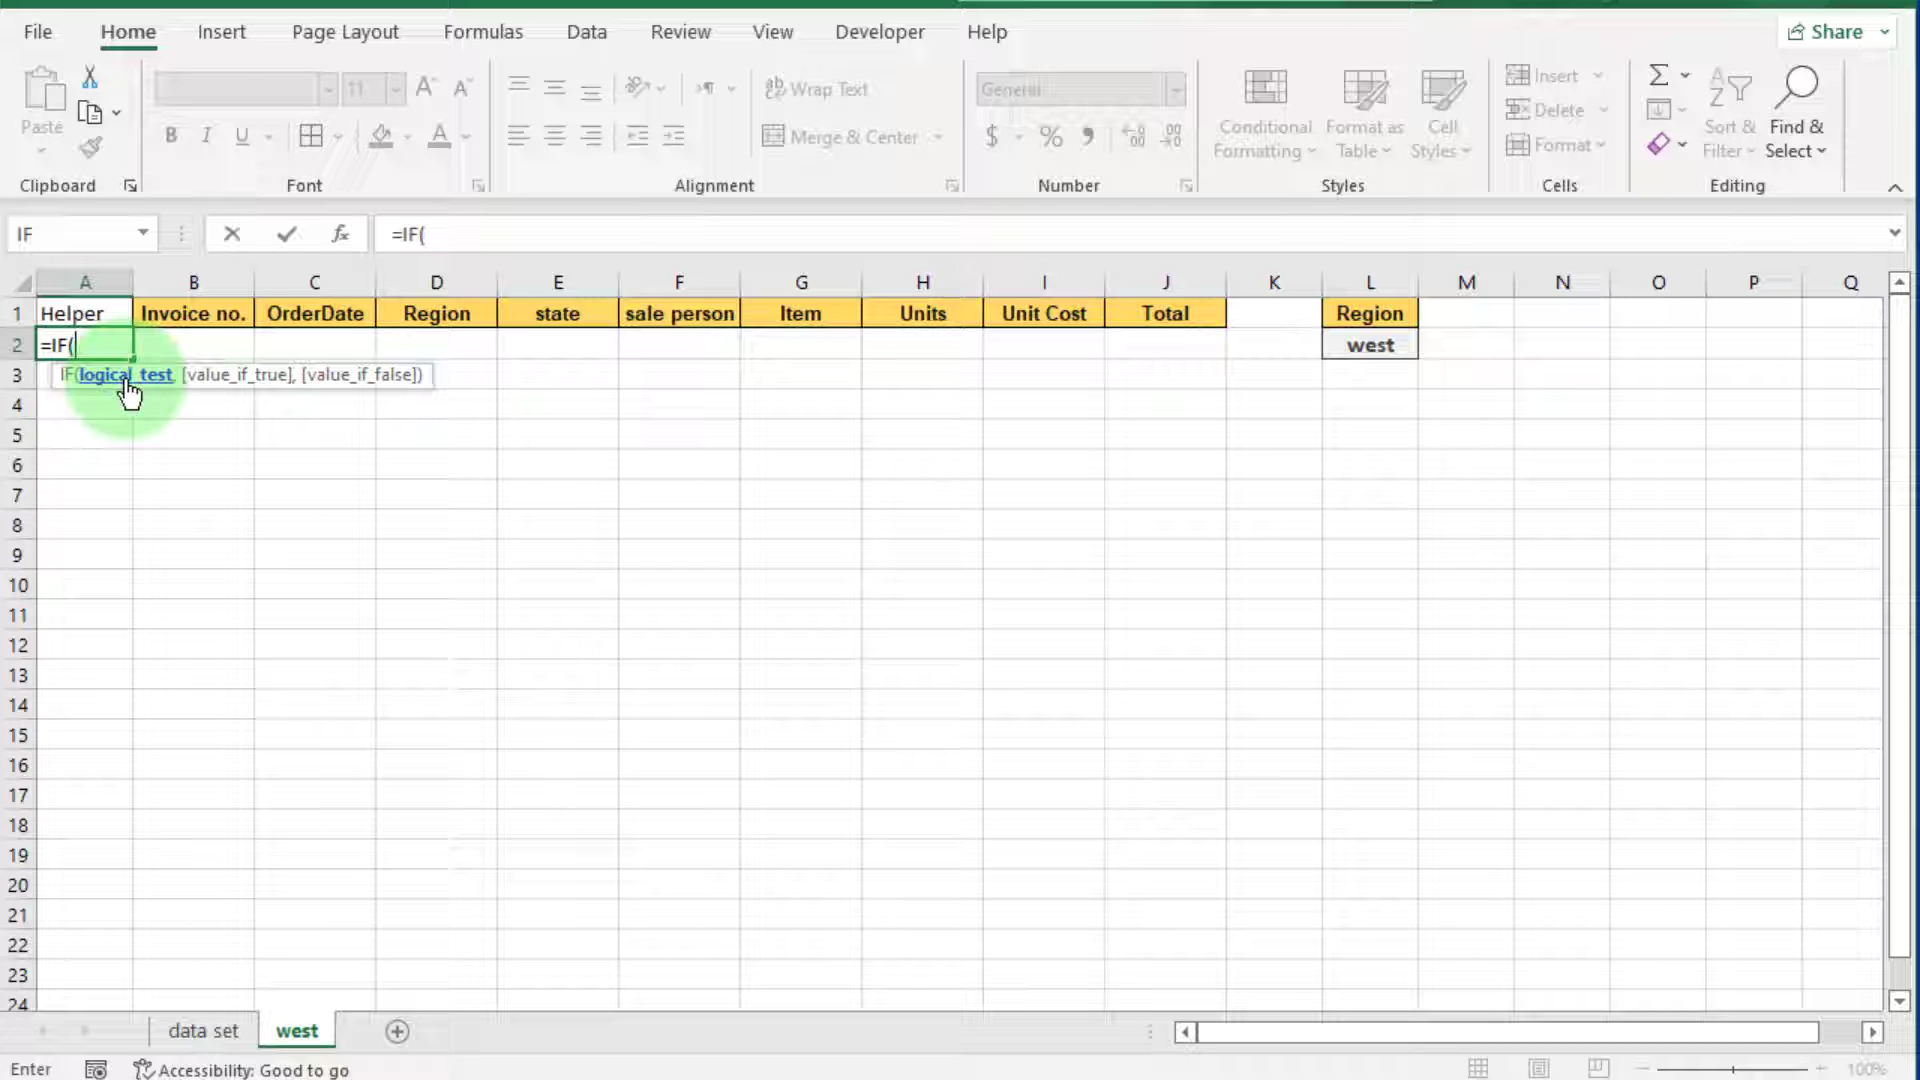 File Home Insert Page Layout Formulas Data Review View Developer Help Share
11 A A Wrap Text General Insert
Paste B I U A Merge & Center $ % Conditional Formatting Format as Table Cell Styles Delete Format Sort & Filter Find & Select
Clipboard Font Alignment Number Styles Cells Editing
IF fx =IF(
A B C D E F G H I J K L M N O P Q
1 Helper Invoice no. OrderDate Region state sale person Item Units Unit Cost Total Region
2 =IF( west
3 IF(logical_test, [value_if_true], [value_if_false])
4
5
6
7
8
9
10
11
12
13
14
15
16
17
18
19
20
21
22
23
24
data set west
Enter Accessibility: Good to go 100%